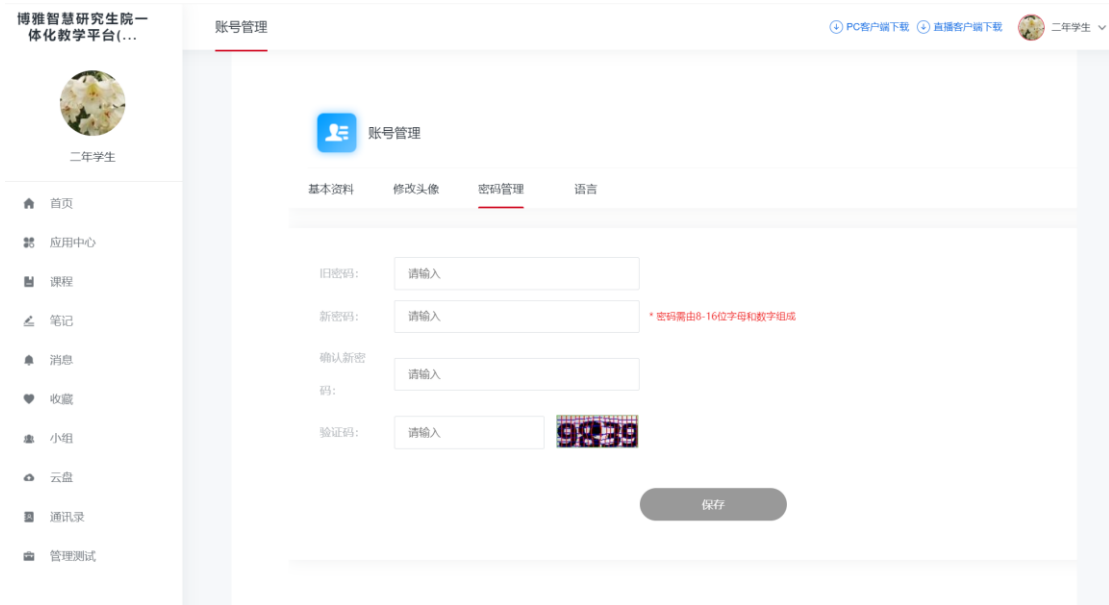 博雅智慧研究生院一
体化教学平台(...
账号管理
PC客户端下载
直播客户端下载
二年学生
二年学生
首页
应用中心
课程
笔记
消息
收藏
小组
云盘
通讯录
管理测试
账号管理
基本资料
修改头像
密码管理
语言
旧密码:
请输入
新密码:
请输入
* 密码需由8-16位字母和数字组成
确认新密
码:
请输入
验证码:
请输入
9839
保存